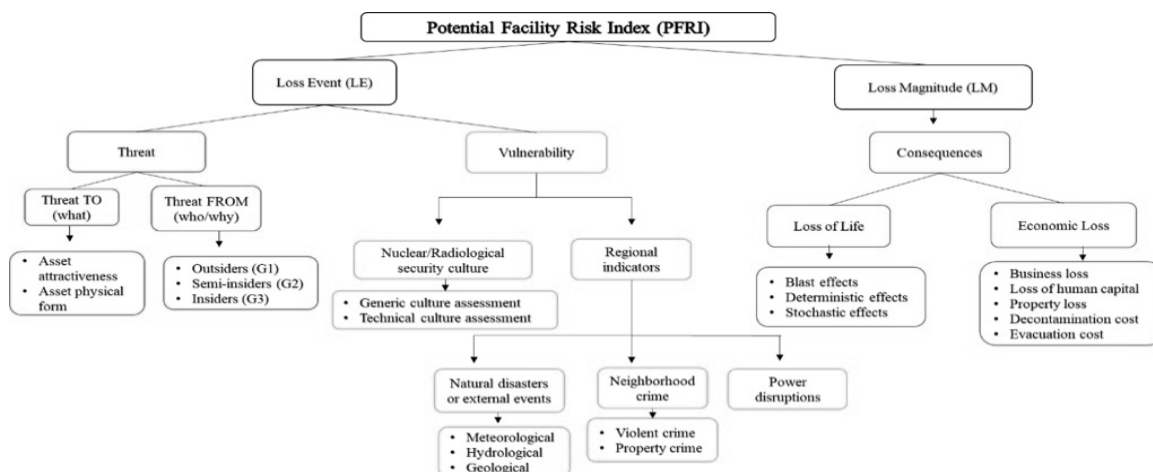 Potential Facility Risk Index (PFRI)
Loss Event (LE)
Loss Magnitude (LM)
Threat
Vulnerability
Consequences
Threat TO
(what)
Threat FROM
(who/why)
Loss of Life
Economic Loss
• Asset
attractiveness
• Asset physical
form
• Outsiders (G1)
• Semi-insiders (G2)
• Insiders (G3)
Nuclear/Radiological
security culture
Regional
indicators
• Blast effects
• Deterministic effects
• Stochastic effects
• Business loss
• Loss of human capital
• Property loss
• Decontamination cost
• Evacuation cost
• Generic culture assessment
• Technical culture assessment
Natural disasters
or external events
Neighborhood
crime
Power
disruptions
• Meteorological
• Hydrological
• Geological
• Violent crime
• Property crime